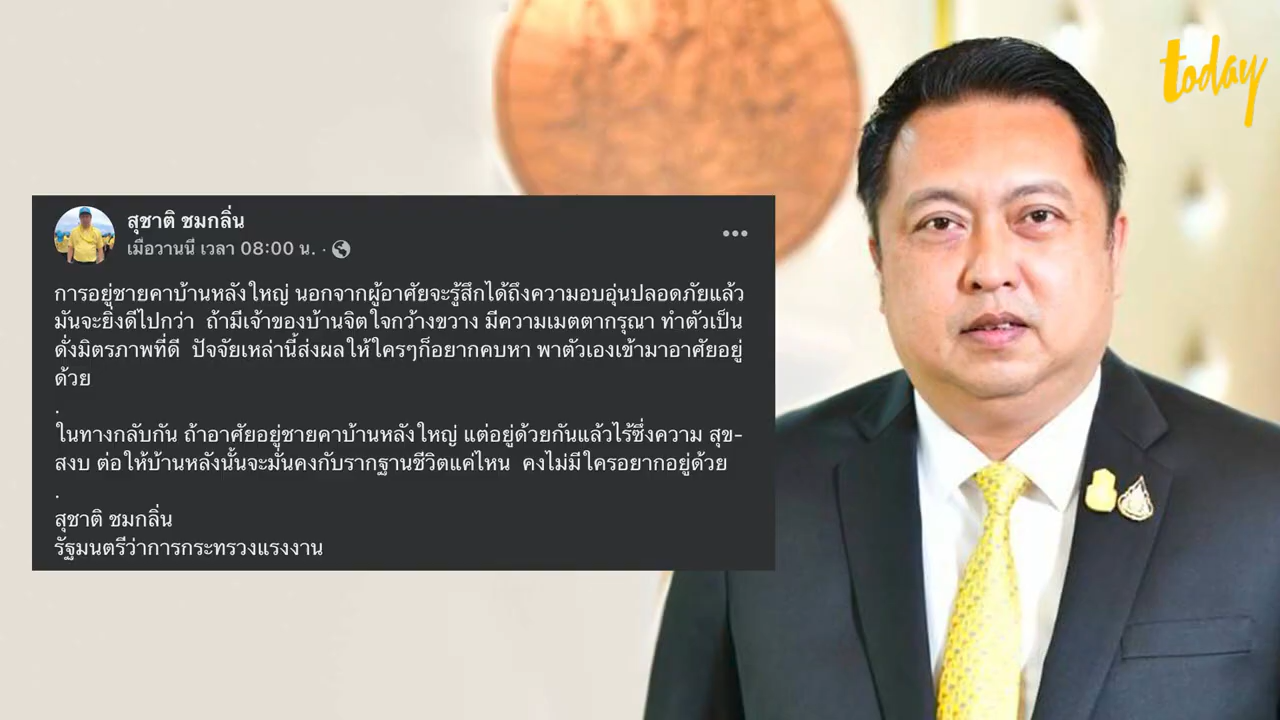 today
สุชาติ ชมกลิ่น
เมื่อวานนี้ เวลา 08:00 น. ·
การอยู่ชายคาบ้านหลังใหญ่ นอกจากผู้อาศัยจะรู้สึกได้ถึงความอบอุ่นปลอดภัยแล้ว
มันจะยิ่งดีไปกว่า ถ้ามีเจ้าของบ้านจิตใจกว้างขวาง มีความเมตตากรุณา ทำตัวเป็น
ดั่งมิตรภาพที่ดี ปัจจัยเหล่านี้ส่งผลให้ใครๆก็อยากคบหา พาตัวเองเข้ามาอาศัยอยู่
ด้วย
.
ในทางกลับกัน ถ้าอาศัยอยู่ชายคาบ้านหลังใหญ่ แต่อยู่ด้วยกันแล้วไร้ซึ่งความ สุข-
สงบ ต่อให้บ้านหลังนั้นจะมั่นคงกับรากฐานชีวิตแค่ไหน คงไม่มีใครอยากอยู่ด้วย
.
สุชาติ ชมกลิ่น
รัฐมนตรีว่าการกระทรวงแรงงาน